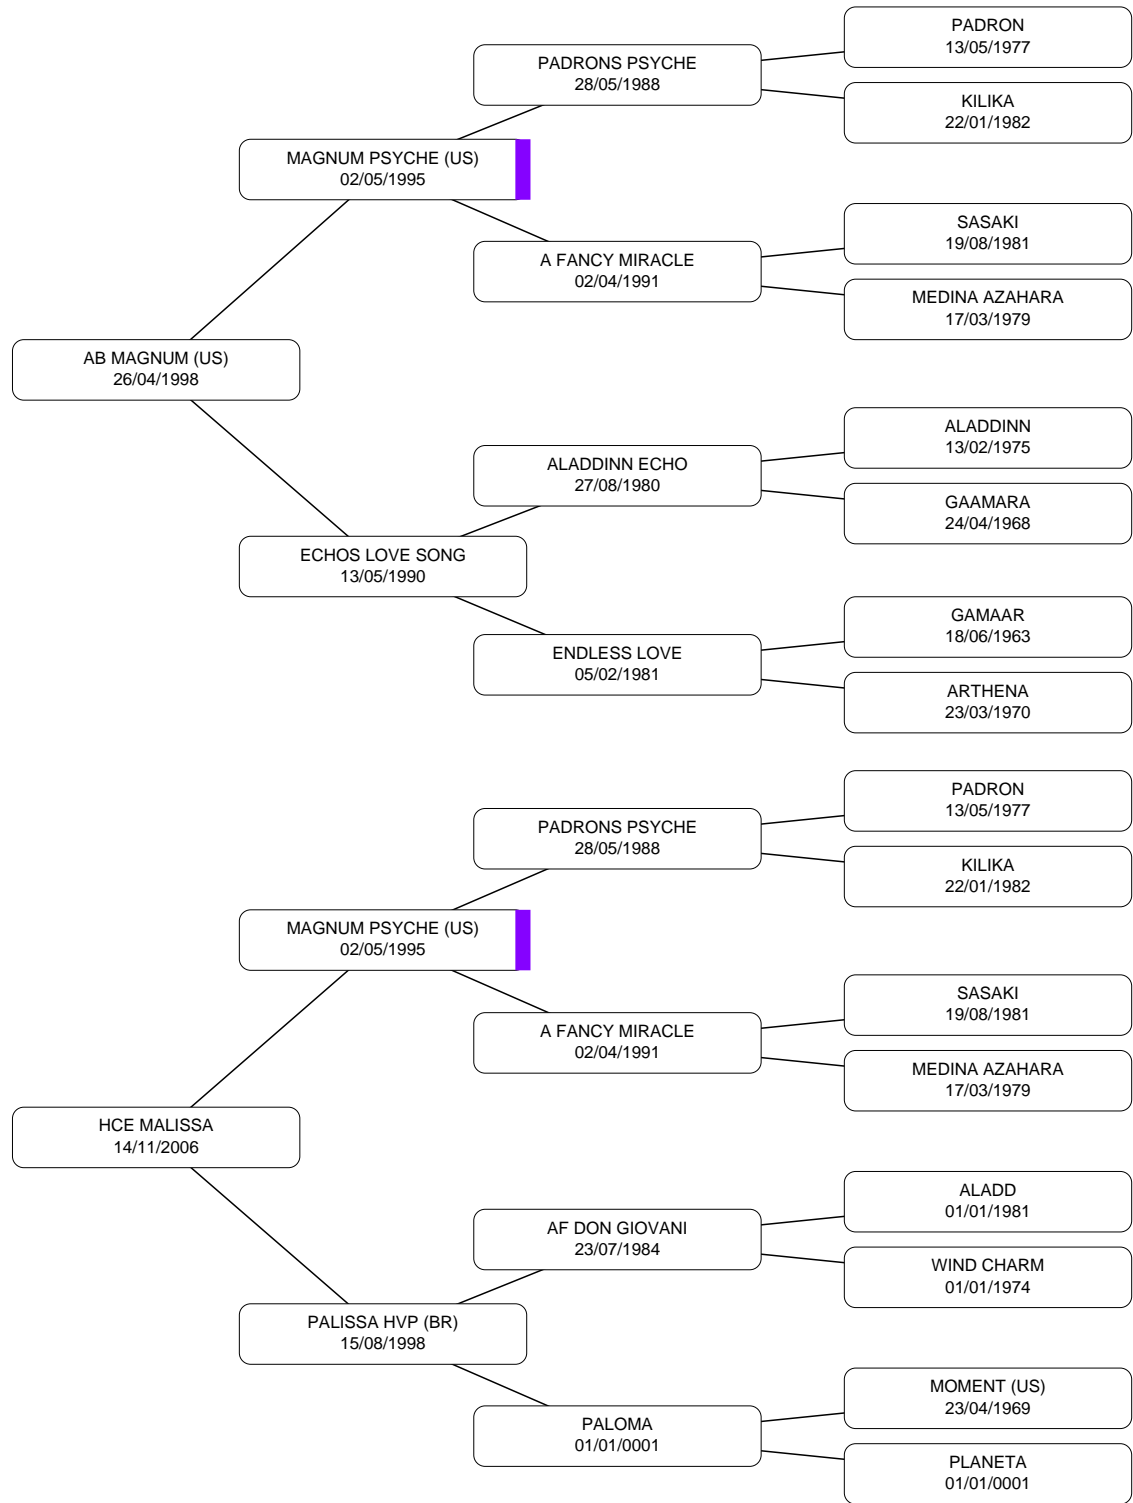 PADRON
13/05/1977
PADRONS PSYCHE
28/05/1988
KILIKA
22/01/1982
MAGNUM PSYCHE (US)
02/05/1995
SASAKI
19/08/1981
A FANCY MIRACLE
02/04/1991
MEDINA AZAHARA
17/03/1979
AB MAGNUM (US)
26/04/1998
ALADDINN
13/02/1975
ALADDINN ECHO
27/08/1980
GAAMARA
24/04/1968
ECHOS LOVE SONG
13/05/1990
GAMAAR
18/06/1963
ENDLESS LOVE
05/02/1981
ARTHENA
23/03/1970
PADRON
13/05/1977
PADRONS PSYCHE
28/05/1988
KILIKA
22/01/1982
MAGNUM PSYCHE (US)
02/05/1995
SASAKI
19/08/1981
A FANCY MIRACLE
02/04/1991
MEDINA AZAHARA
17/03/1979
HCE MALISSA
14/11/2006
ALADD
01/01/1981
AF DON GIOVANI
23/07/1984
WIND CHARM
01/01/1974
PALISSA HVP (BR)
15/08/1998
MOMENT (US)
23/04/1969
PALOMA
01/01/0001
PLANETA
01/01/0001